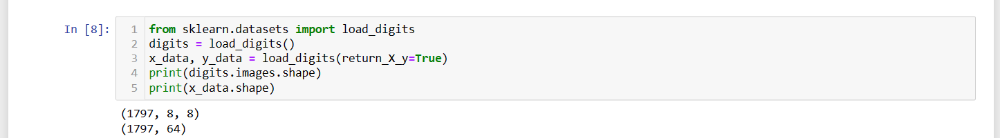 In [8]:
1 from sklearn.datasets import load_digits
2 digits = load_digits()
3 x_data, y_data = load_digits(return_X_y=True)
4 print(digits.images.shape)
5 print(x_data.shape)
(1797, 8, 8)
(1797, 64)